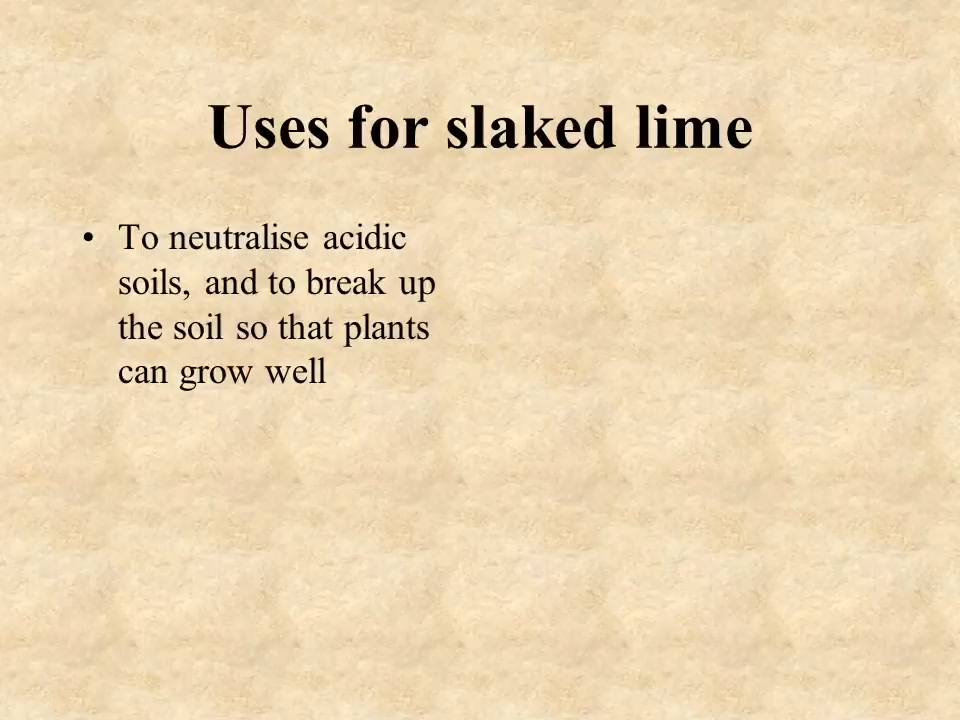 Uses for slaked lime
• To neutralise acidic
soils, and to break up
the soil so that plants
can grow well